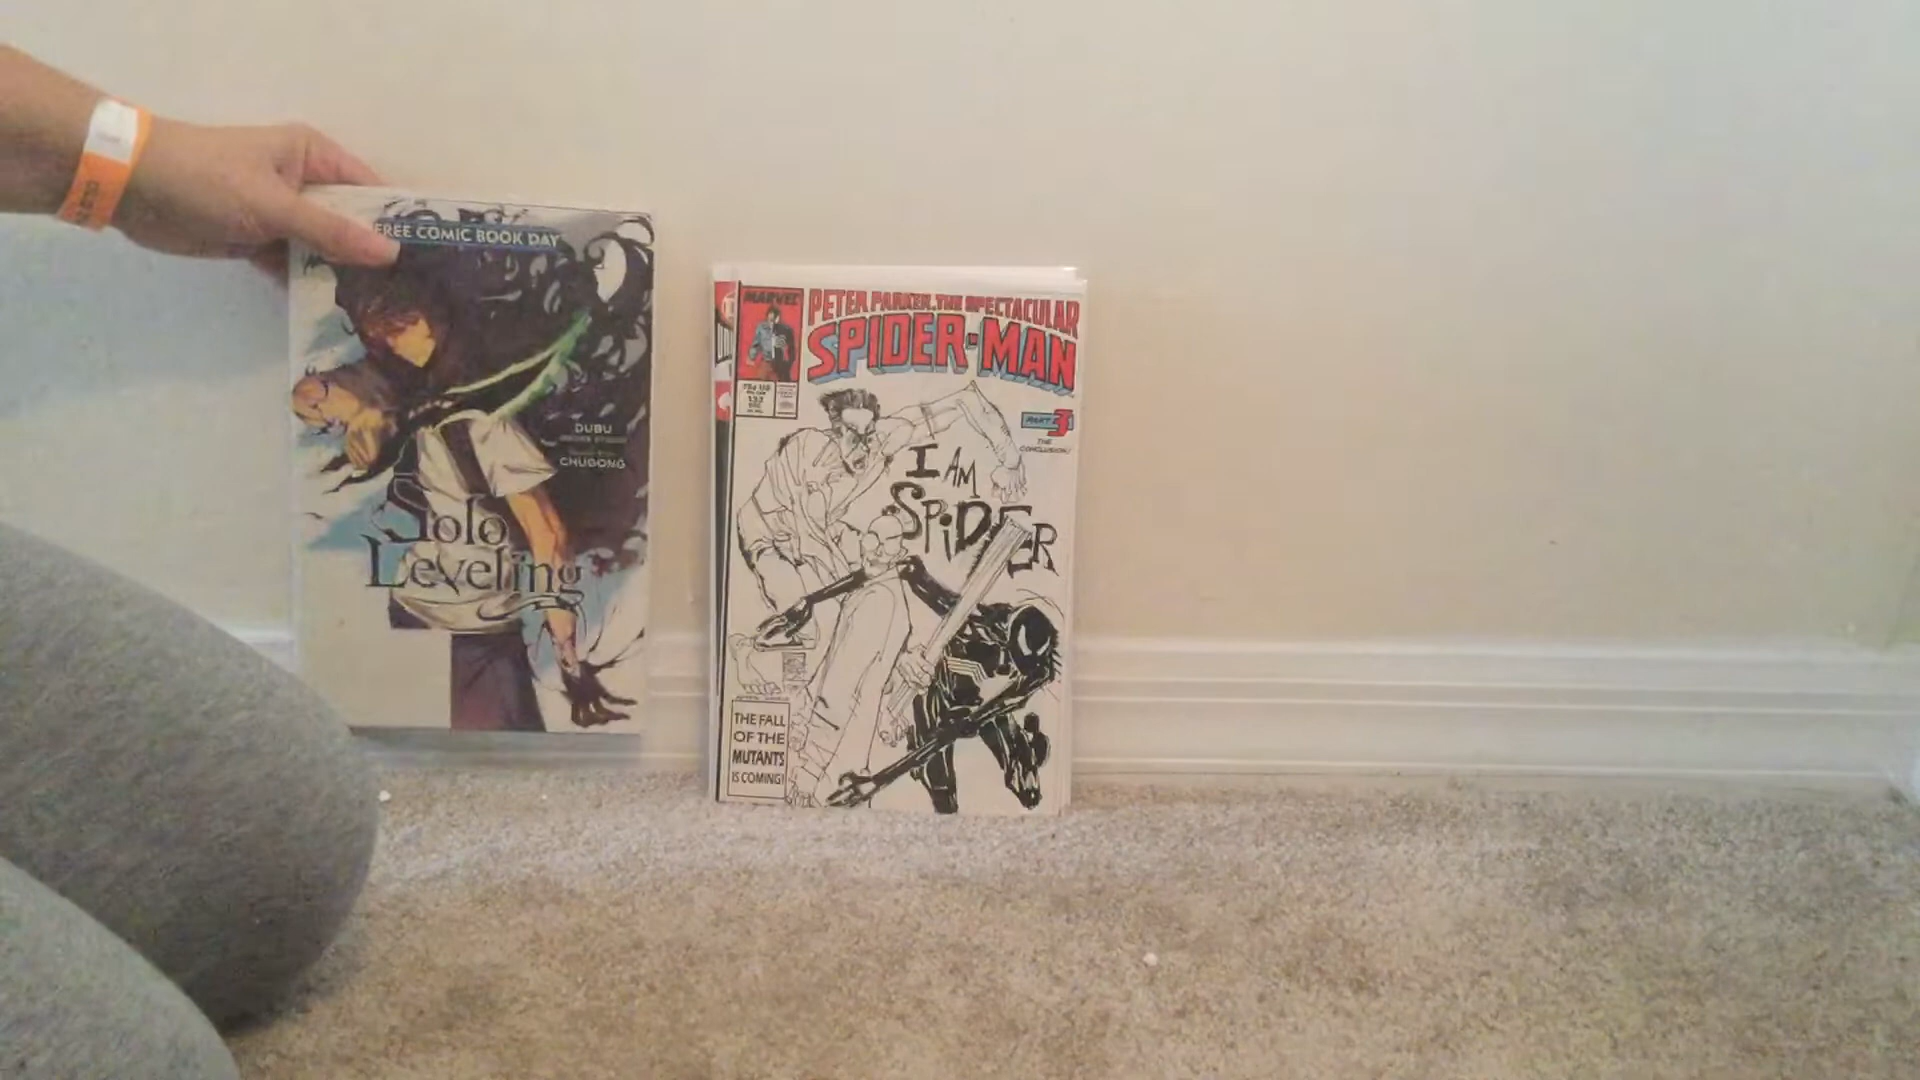 FREE COMIC BOOK DAY
DUBU
CHUGONG
Solo
Leveling
MARVEL
PETER PARKER, THE SPECTACULAR
SPIDER-MAN
133
PART 3
THE
CONCLUSION!
I AM
SPIDER
THE FALL
OF THE
MUTANTS
IS COMING!